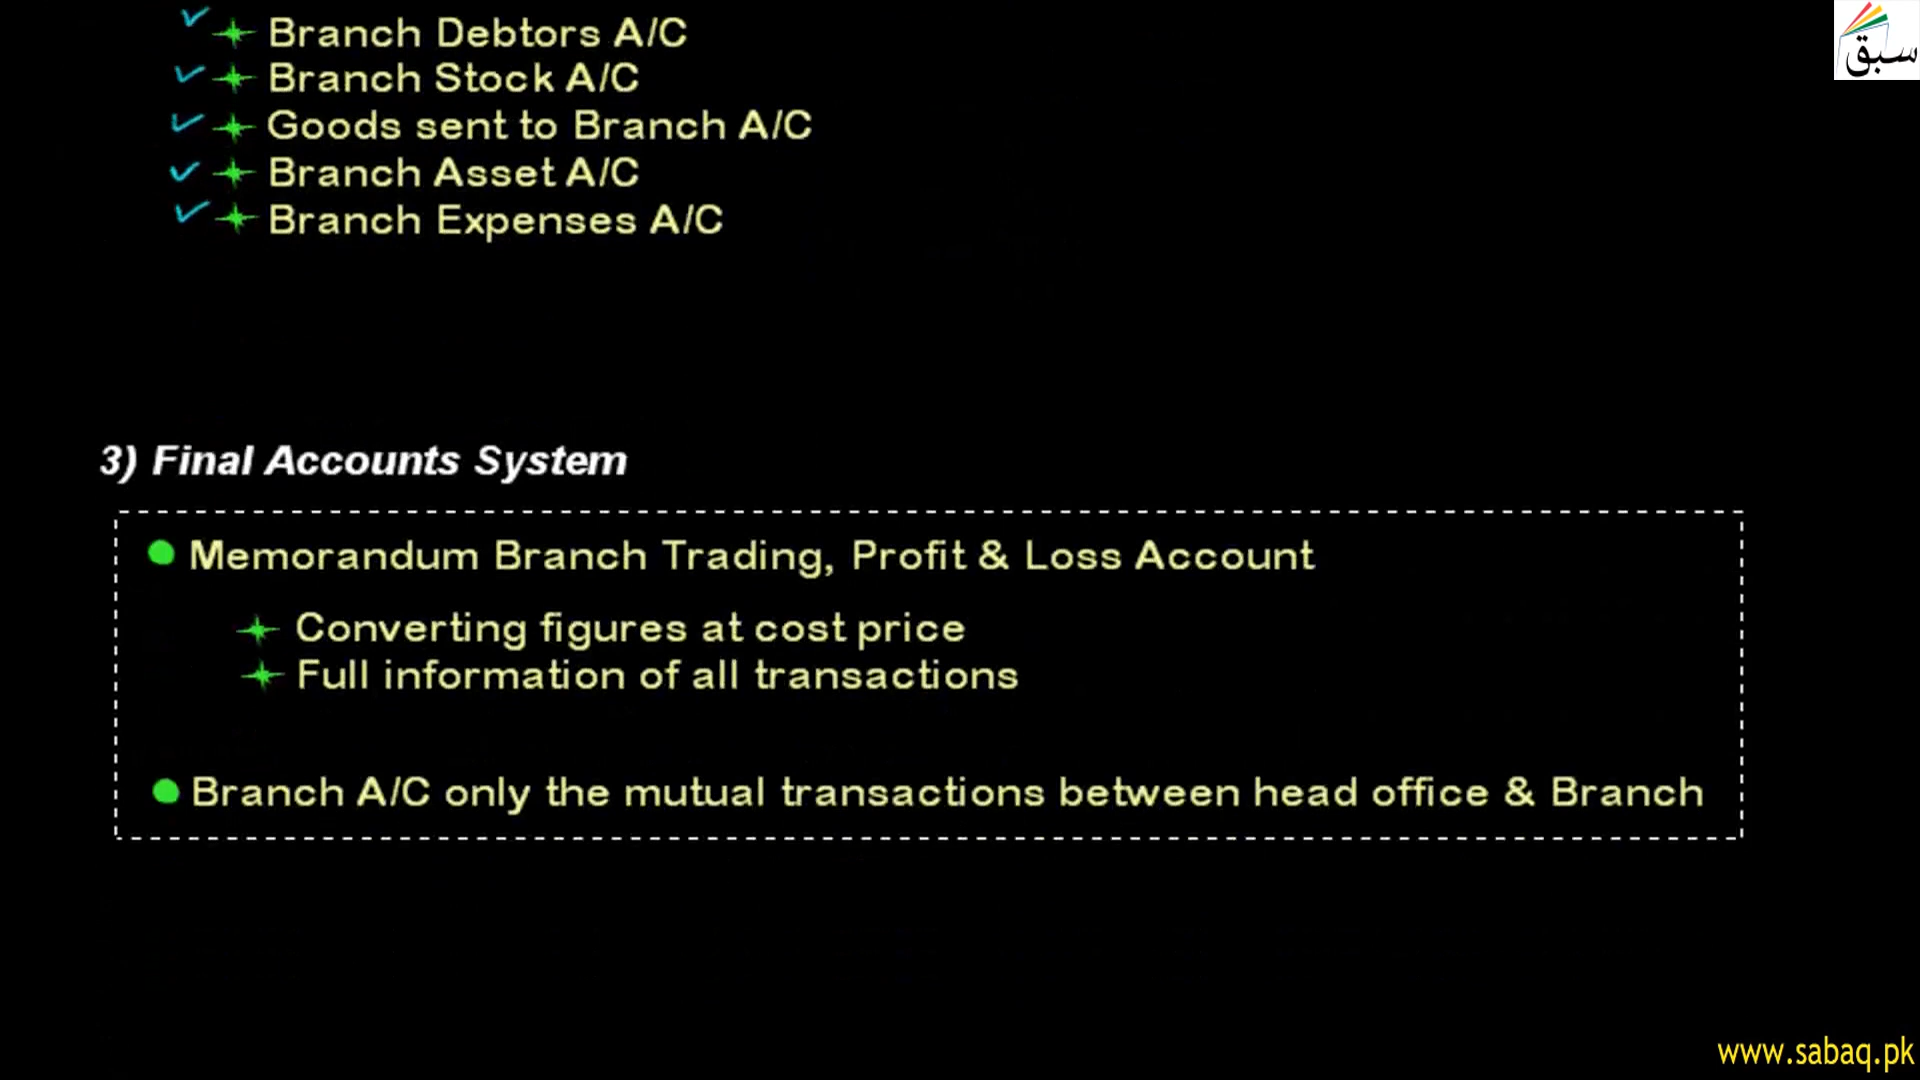 سبق
Branch Debtors A/C
Branch Stock A/C
Goods sent to Branch A/C
Branch Asset A/C
Branch Expenses A/C
3) Final Accounts System
Memorandum Branch Trading, Profit & Loss Account
Converting figures at cost price
Full information of all transactions
Branch A/C only the mutual transactions between head office & Branch
www.sabaq.pk